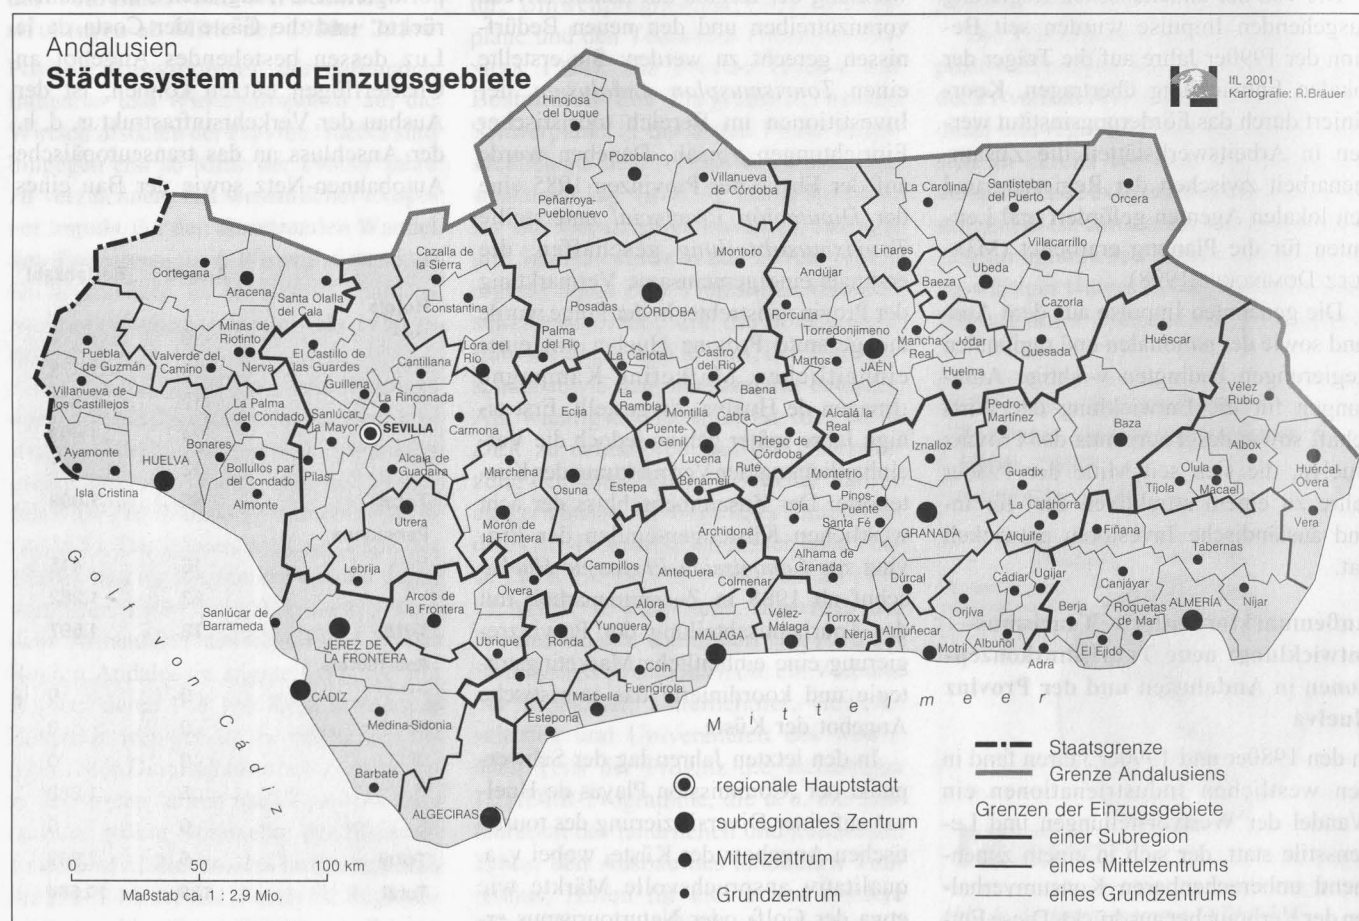 Andalusien
Städtesystem und Einzugsgebiete
IfL 2001
Kartografie: R.Bräuer
Hinojosa
del Duque
Pozoblanco
Villanueva
de Córdoba
Peñarroya-
Pueblonuevo
La Carolina
Santisteban
del Puerto
Orcera
Villacarrillo
Linares
Montoro
Andújar
Ubeda
Baeza
Cazalla de
la Sierra
Cortegana
Aracena
Santa Olalla
del Cala
Constantina
Posadas
CÓRDOBA
Porcuna
Torredonjimeno
Cazorla
Minas de
Riotinto
Palma
del Rio
Lora del
Rio
Martos
JAÉN
Mancha
Real
Jódar
Quesada
Huéscar
Puebla
de Guzmán
Valverde del
Camino
Nerva
El Castillo de
las Guardes
Cantillana
La Carlota
Castro
del Rio
Huelma
Guillena
La Rinconada
Villanueva de
los Castillejos
La Palma
del Condado
Sanlúcar
la Mayor
SEVILLA
Ecija
La
Rambla
Baena
Montilla
Cabra
Alcalá la
Real
Pedro-
Martínez
Baza
Vélez
Rubio
Carmona
Puente-
Genil
Bonares
Priego de
Córdoba
Iznalloz
Albox
Ayamonte
HUELVA
Bollullos par
del Condado
Pilas
Alcala de
Guadaira
Marchena
Osuna
Estepa
Lucena
Rute
Benameji
Montefrio
Guadix
Olula
Macael
Tijola
Huercal
Overa
Isla Cristina
Almonte
Pinos-
Puente
Santa Fé
Loja
GRANADA
La Calahorra
Utrera
Morón de
la Frontera
Archidona
Fiñana
Vera
Alquife
Lebrija
Campillos
Antequera
Alhama de
Granada
Tabernas
Colmenar
Dúrcal
Cádiar
Ugijar
Canjáyar
Olvera
Golf von Cadiz
Sanlúcar de
Barrameda
Arcos de
la Frontera
Alora
Orjiva
Berja
Roquetas
de Mar
ALMERÍA
Nijar
Yunquera
Vélez-
Málaga
Torrox
Nerja
Almuñecar
JEREZ DE
LA FRONTERA
Ubrique
Ronda
MÁLAGA
Motril
Albuñol
Adra
El Ejido
Coín
CÁDIZ
Fuengirola
Marbella
Medina-Sidonia
Estepona
Mittelmeer
Barbate
ALGECIRAS
regionale Hauptstadt
subregionales Zentrum
Mittelzentrum
Grundzentrum
Staatsgrenze
Grenze Andalusiens
Grenzen der Einzugsgebiete
einer Subregion
eines Mittelzentrums
eines Grundzentrums
0 50 100 km
Maßstab ca. 1 : 2,9 Mio.